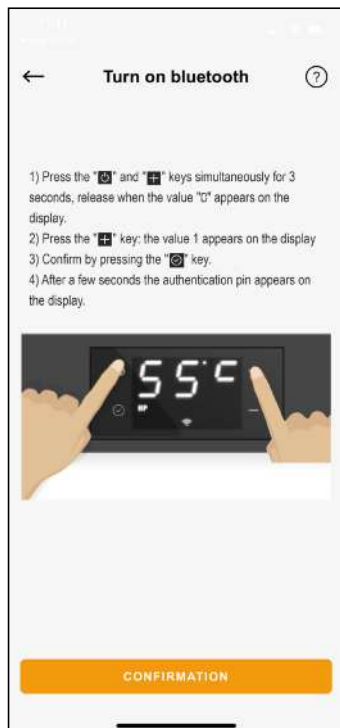 Turn on bluetooth
?
1) Press the "⏻" and "+" keys simultaneously for 3
seconds, release when the value "0" appears on the
display.
2) Press the "+" key: the value 1 appears on the display
3) Confirm by pressing the "✓" key.
4) After a few seconds the authentication pin appears on
the display.
55°C
HP
CONFIRMATION